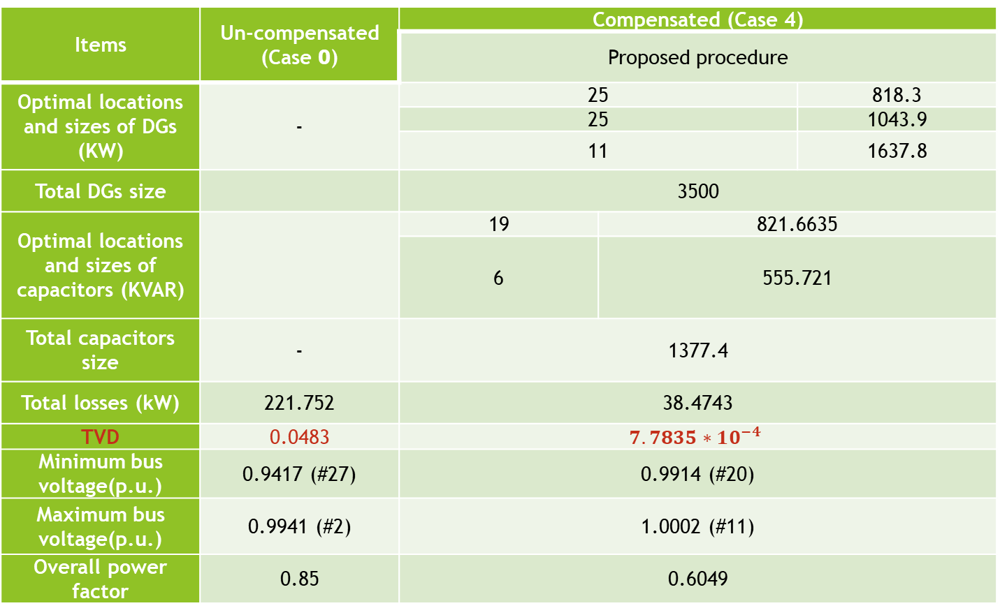 Items
Un-compensated
(Case 0)
Compensated (Case 4)
Proposed procedure
Optimal locations
and sizes of DGs
(KW)
-
25
818.3
25
1043.9
11
1637.8
Total DGs size
3500
Optimal locations
and sizes of
capacitors (KVAR)
19
821.6635
6
555.721
Total capacitors
size
-
1377.4
Total losses (kW)
221.752
38.4743
TVD
0.0483
7.7835 ∗ 10⁻⁴
Minimum bus
voltage(p.u.)
0.9417 (#27)
0.9914 (#20)
Maximum bus
voltage(p.u.)
0.9941 (#2)
1.0002 (#11)
Overall power
factor
0.85
0.6049